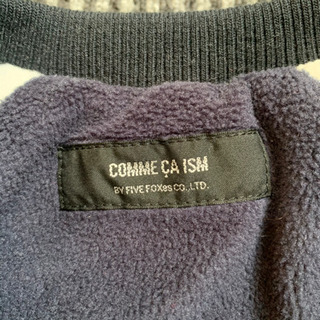 COMME ÇA ISM
BY FIVE FOXes CO., LTD.